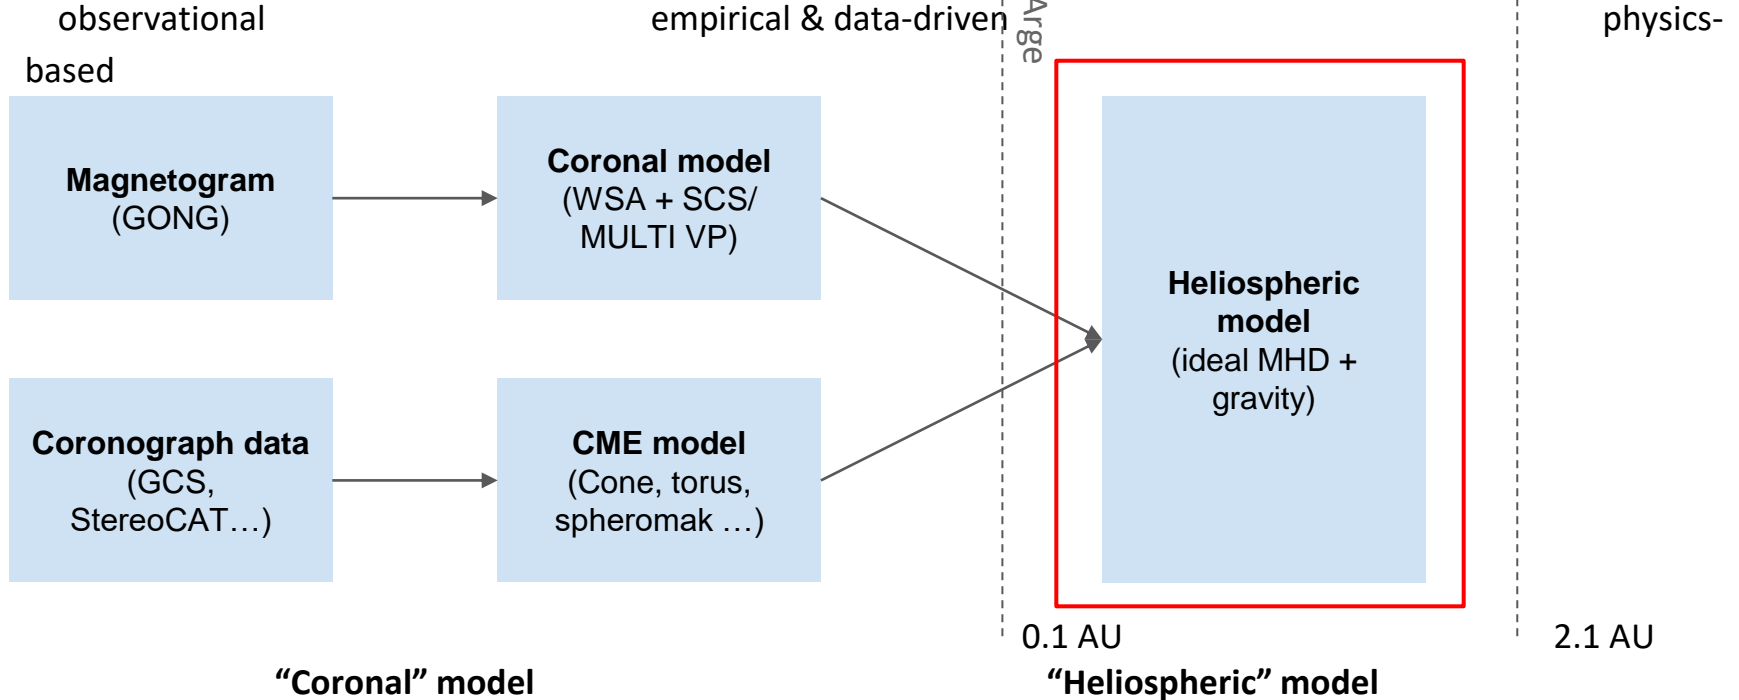 observational empirical & data-driven physics-
based
Arge
Magnetogram
(GONG)
Coronal model
(WSA + SCS/
MULTI VP)
Heliospheric
model
(ideal MHD +
gravity)
Coronograph data
(GCS,
StereoCAT…)
CME model
(Cone, torus,
spheromak …)
0.1 AU 2.1 AU
“Coronal” model “Heliospheric” model